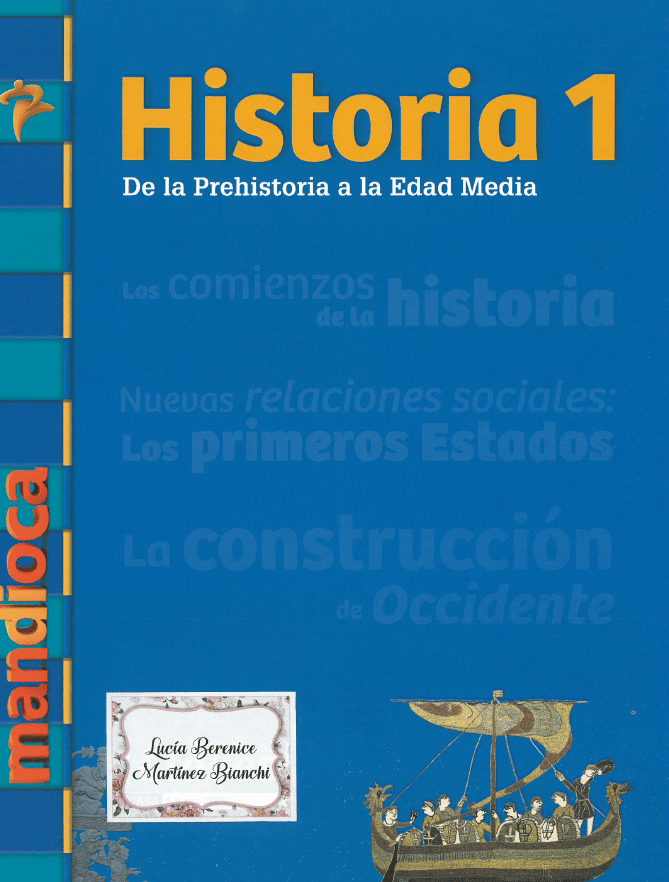 Historia 1
De la Prehistoria a la Edad Media
Los comienzos
de la historia
Nuevas relaciones sociales:
Los primeros Estados
La construcción
de Occidente
mandioca
Lucía Berenice
Martínez Bianchi